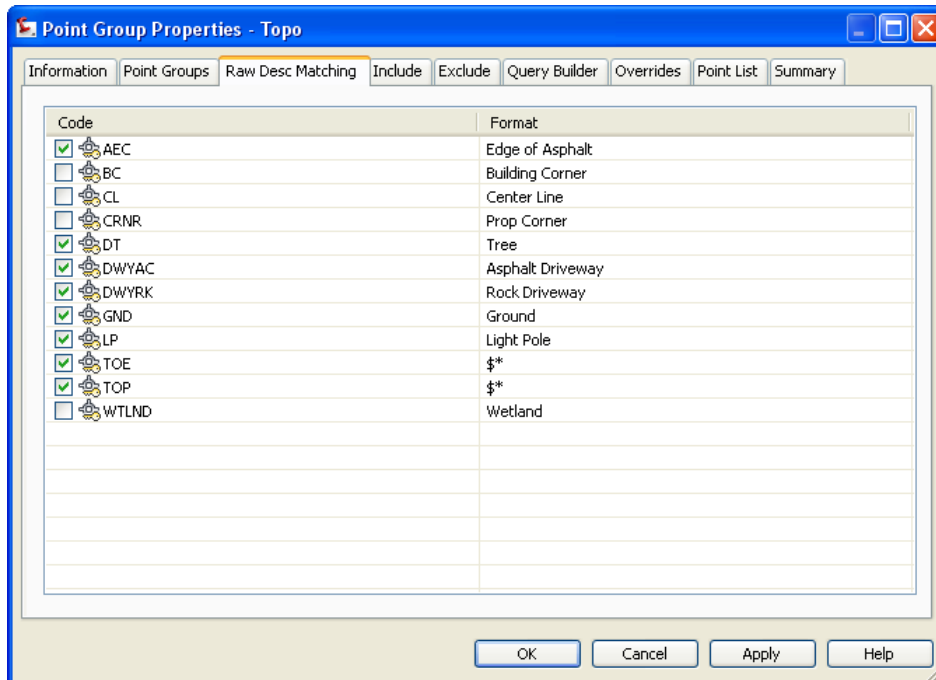 Point Group Properties - Topo
Information Point Groups Raw Desc Matching Include Exclude Query Builder Overrides Point List Summary
Code Format
AEC Edge of Asphalt
BC Building Corner
CL Center Line
CRNR Prop Corner
DT Tree
DWYAC Asphalt Driveway
DWYRK Rock Driveway
GND Ground
LP Light Pole
TOE $*
TOP $*
WTLND Wetland
OK Cancel Apply Help